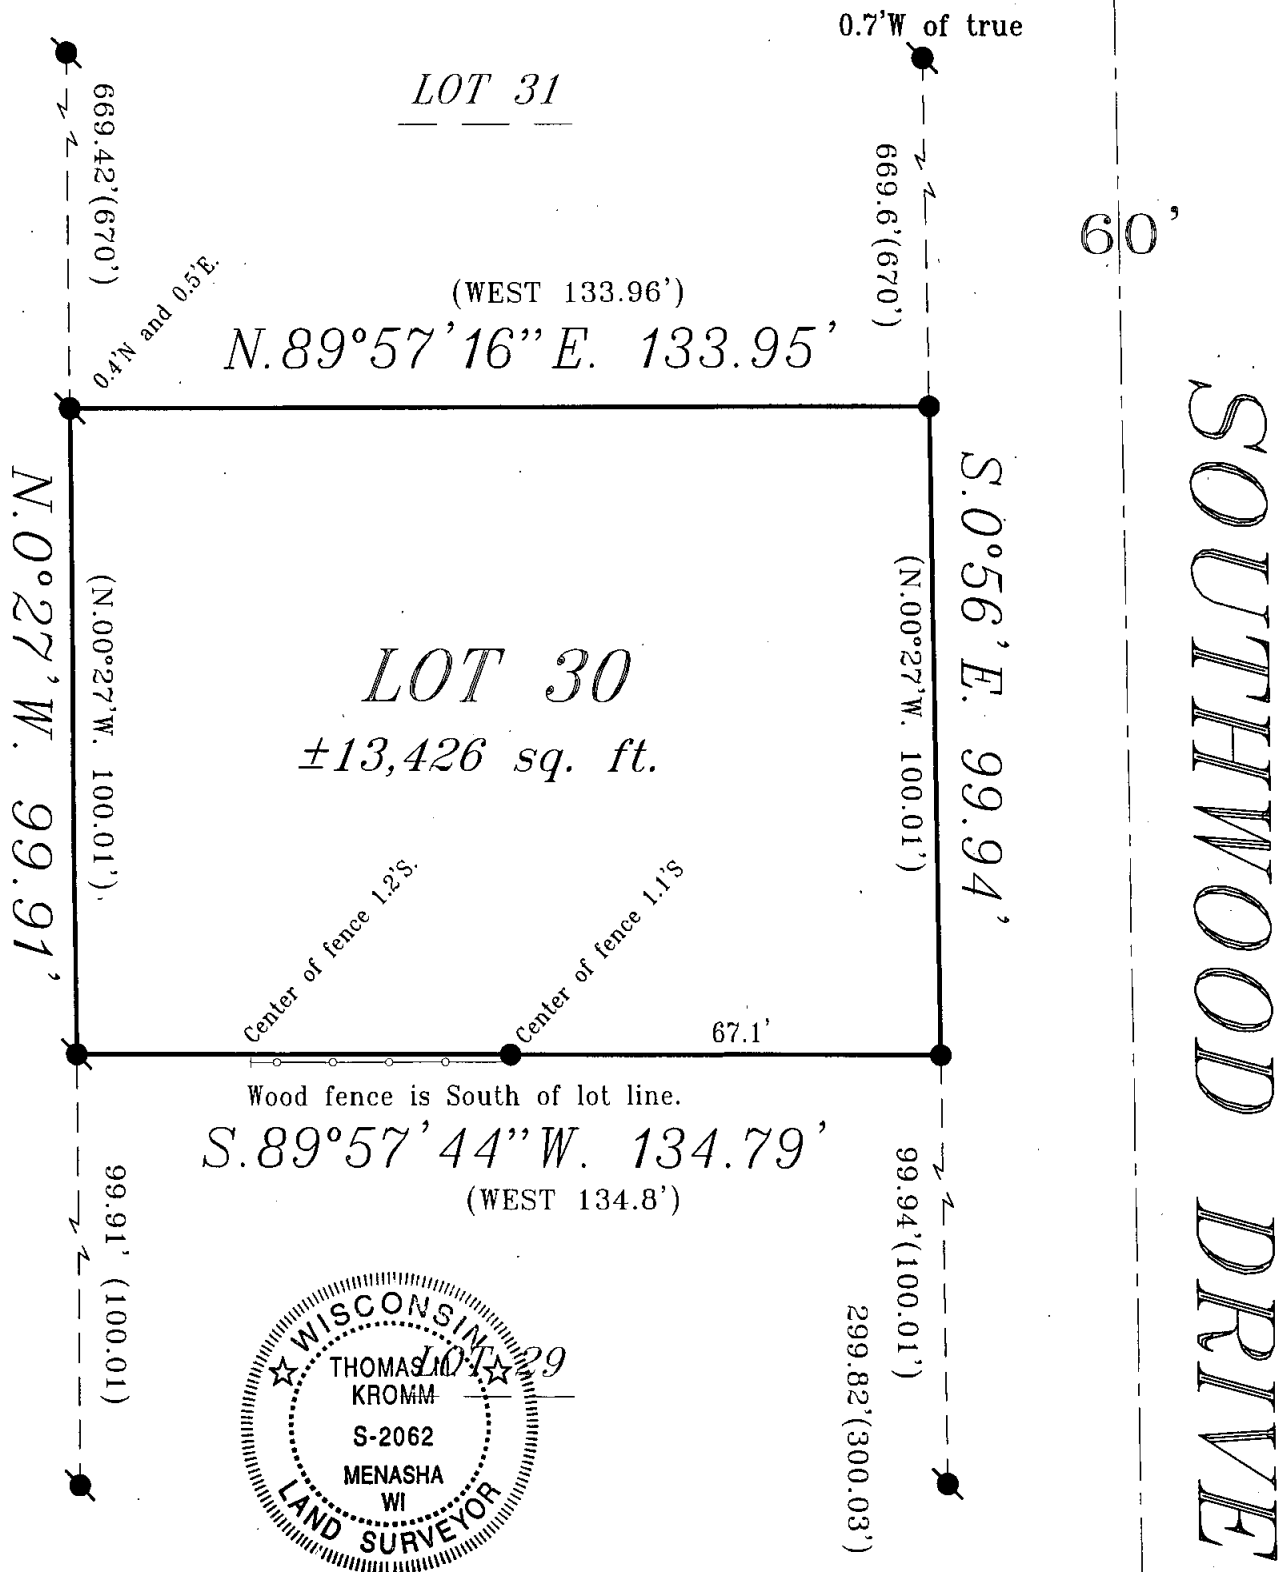 0.7'W of true
LOT 31
669.42'(670')
669.6'(670')
60'
0.4'N and 0.5'E.
(WEST 133.96')
N.89°57'16"E. 133.95'
SOUTHWOOD DRIVE
N.0°27'W. 99.91'
(N.00°27'W. 100.01')
(N.00°27'W. 100.01')
S.0°56'E. 99.94'
LOT 30
±13,426 sq. ft.
Center of fence 1.2'S.
Center of fence 1.1'S
67.1'
Wood fence is South of lot line.
S.89°57'44"W. 134.79'
(WEST 134.8')
99.91' (100.01)
99.94'(100.01')
299.82'(300.03')
LOT 29
WISCONSIN
THOMAS M.
KROMM
S-2062
MENASHA
WI
LAND SURVEYOR